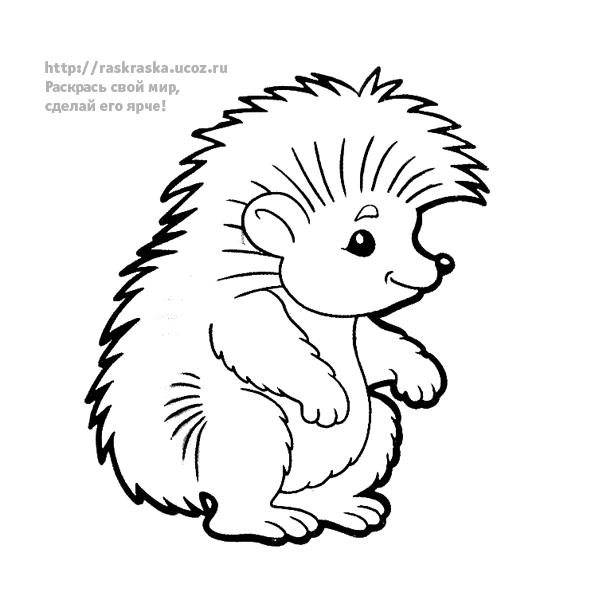 http://raskraska.ucoz.ru
Раскрась свой мир,
сделай его ярче!